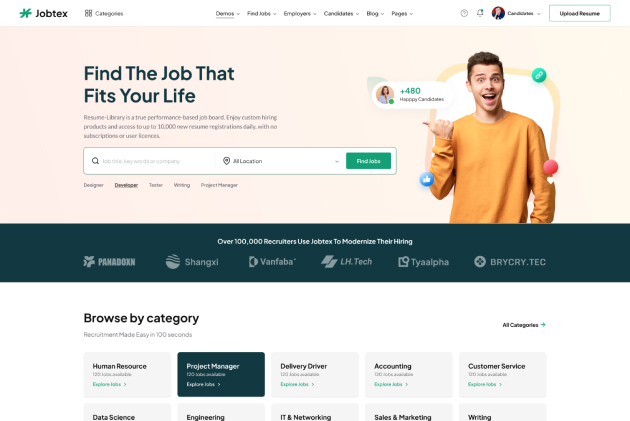 Jobtex
Categories
Demos
Find Jobs
Employers
Candidates
Blog
Pages
Candidates
Upload Resume
Find The Job That
Fits Your Life
Resume-Library is a true performance-based job board. Enjoy custom hiring
products and access to up to 10,000 new resume registrations daily, with no
subscriptions or user licences.
+480
Happpy Candidates
Job title, key words or company
All Location
Find Jobs
Designer
Developer
Tester
Writing
Project Manager
Over 100,000 Recruiters Use Jobtex To Modernize Their Hiring
PANADOXN
Shangxi
Vanfaba
LH.Tech
Tyaalpha
BRYCRY.TEC
Browse by category
Recruitment Made Easy in 100 seconds
All Categories
Human Resource
120 Jobs available
Explore Jobs
Project Manager
120 Jobs available
Explore Jobs
Delivery Driver
120 Jobs available
Explore Jobs
Accounting
120 Jobs available
Explore Jobs
Customer Service
120 Jobs available
Explore Jobs
Data Science
Engineering
IT & Networking
Sales & Marketing
Writing